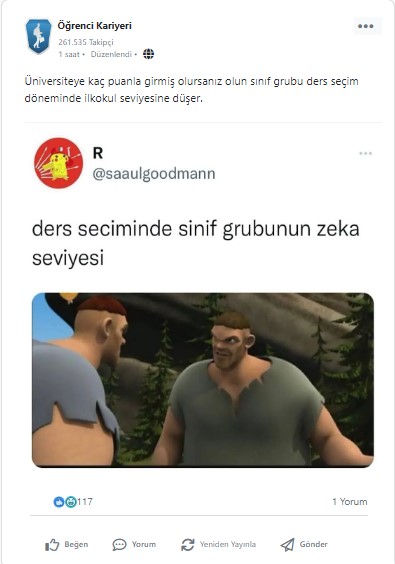 Öğrenci Kariyeri
261.535 Takipçi
1 saat • Düzenlendi •
Üniversiteye kaç puanla girmiş olursanız olun sınıf grubu ders seçim
döneminde ilkokul seviyesine düşer.
R
@saaulgoodmann
ders seciminde sinif grubunun zeka
seviyesi
117
1 Yorum
Beğen
Yorum
Yeniden Yayınla
Gönder